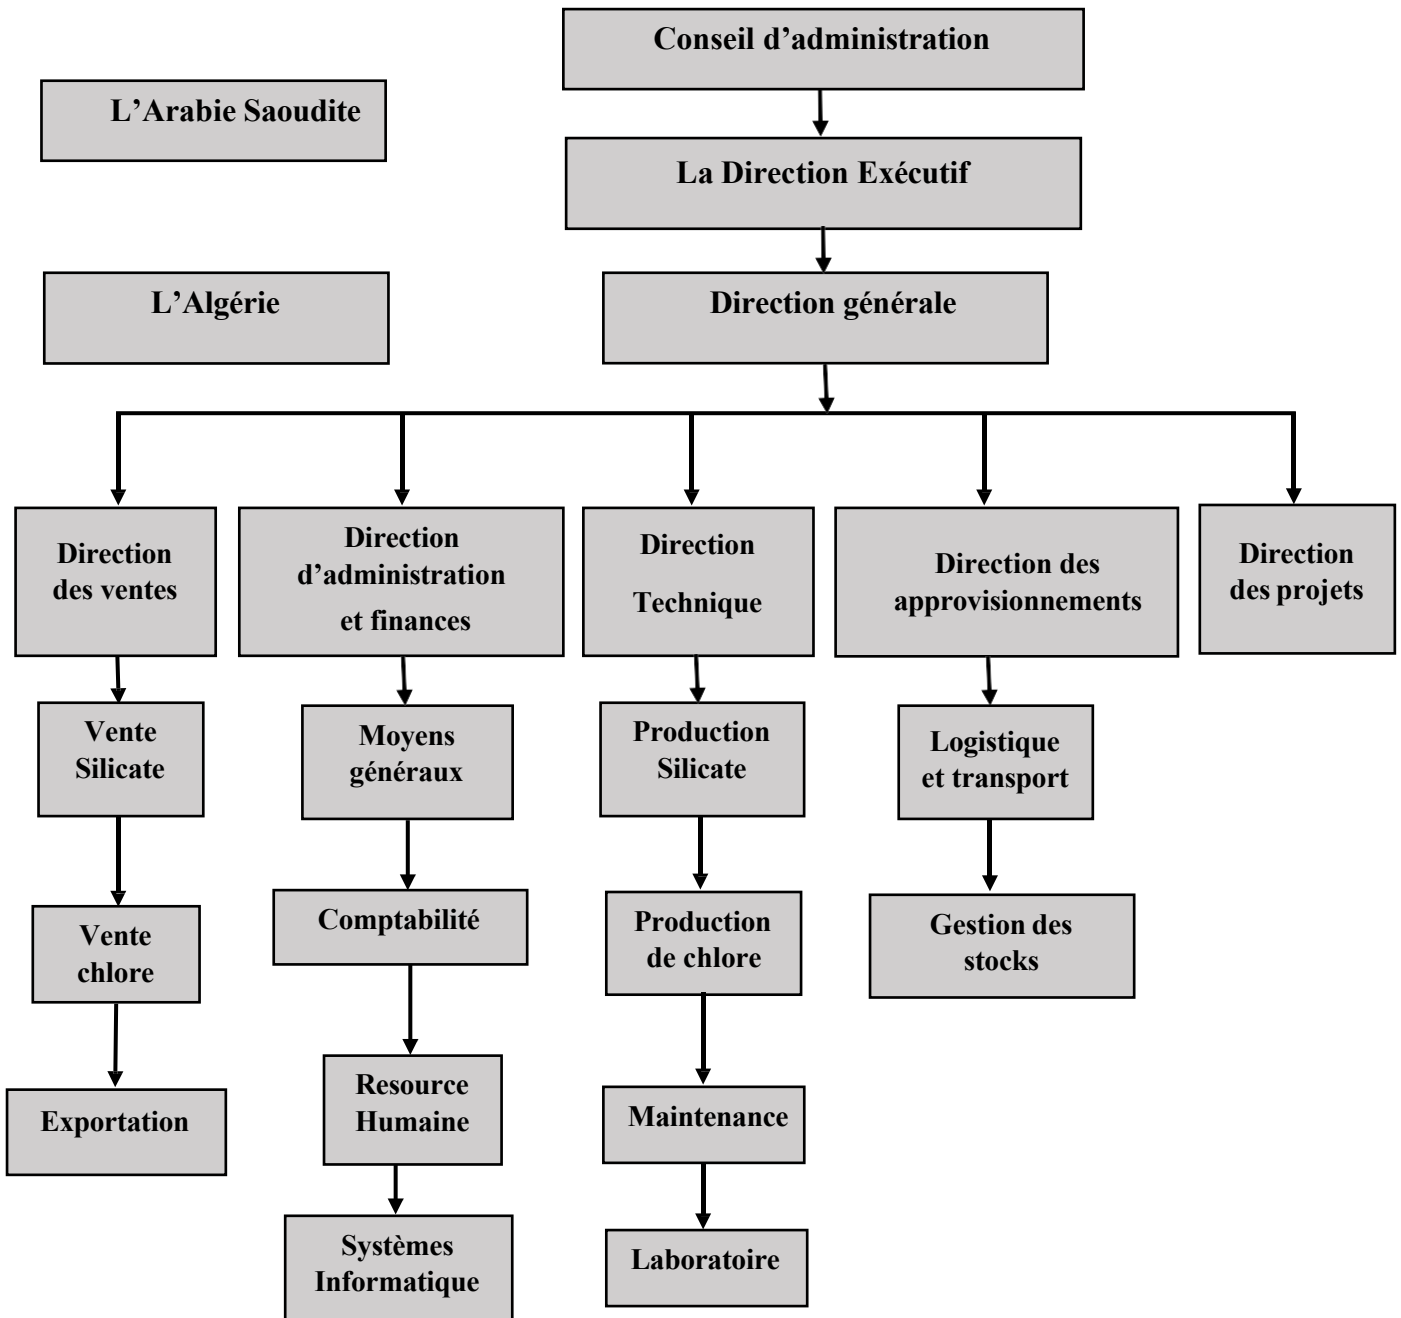 Conseil d’administration
L’Arabie Saoudite
La Direction Exécutif
L’Algérie
Direction générale
Direction
des ventes
Direction
d’administration
et finances
Direction
Technique
Direction des
approvisionnements
Direction
des projets
Vente
Silicate
Moyens
généraux
Production
Silicate
Logistique
et transport
Vente
chlore
Comptabilité
Production
de chlore
Gestion des
stocks
Exportation
Resource
Humaine
Maintenance
Systèmes
Informatique
Laboratoire